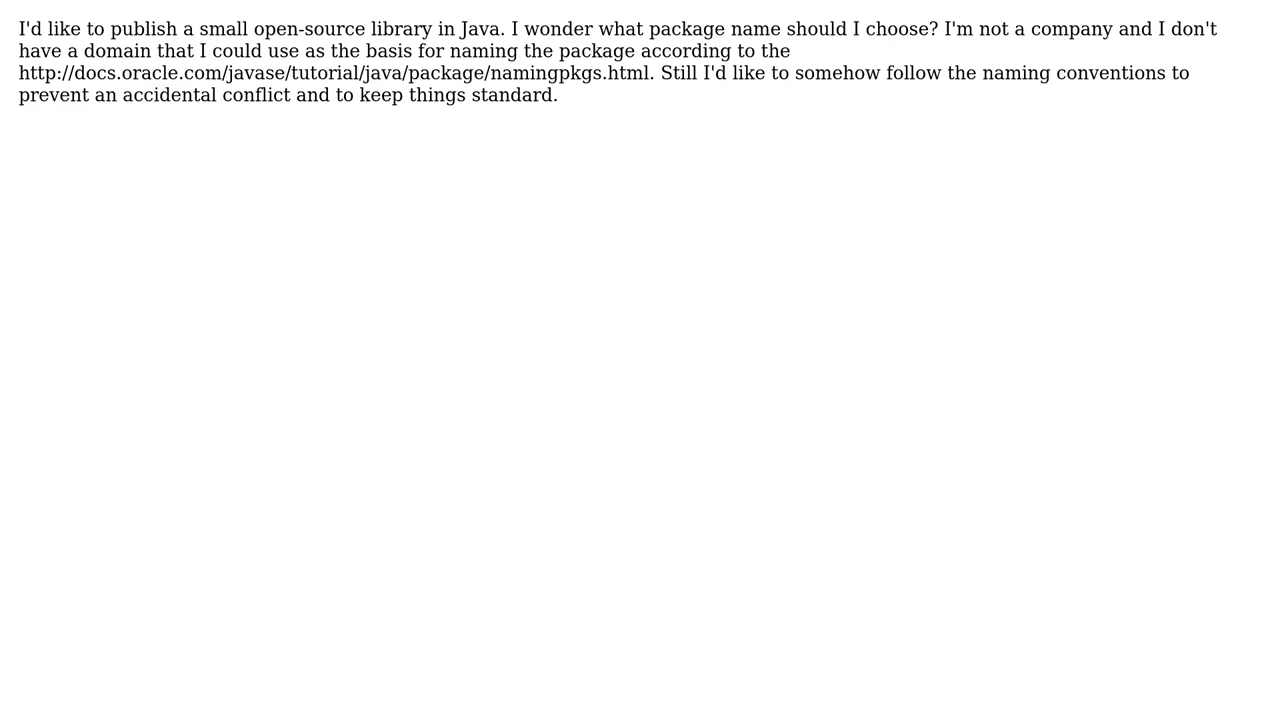 I'd like to publish a small open-source library in Java. I wonder what package name should I choose? I'm not a company and I don't
have a domain that I could use as the basis for naming the package according to the
http://docs.oracle.com/javase/tutorial/java/package/namingpkgs.html. Still I'd like to somehow follow the naming conventions to
prevent an accidental conflict and to keep things standard.